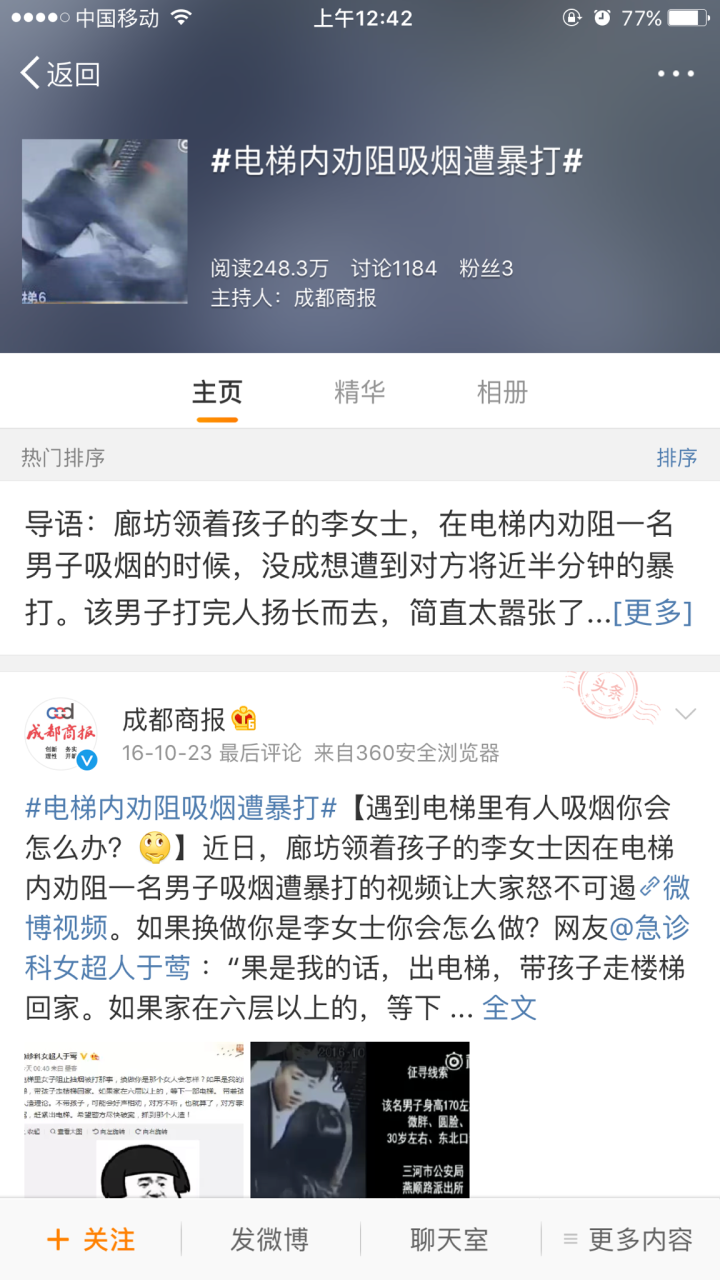 中国移动
上午12:42
77%
返回
#电梯内劝阻吸烟遭暴打#
梯6
阅读248.3万 讨论1184 粉丝3
主持人：成都商报
主页 精华 相册
热门排序 排序
导语：廊坊领着孩子的李女士，在电梯内劝阻一名
男子吸烟的时候，没成想遭到对方将近半分钟的暴
打。该男子打完人扬长而去，简直太嚣张了...[更多]
头条
成都商报
成都商报
16-10-23 最后评论 来自360安全浏览器
#电梯内劝阻吸烟遭暴打#【遇到电梯里有人吸烟你会
怎么办？】近日，廊坊领着孩子的李女士因在电梯
内劝阻一名男子吸烟遭暴打的视频让大家怒不可遏微
博视频。如果换做你是李女士你会怎么做？网友@急诊
科女超人于莺 ：“果是我的话，出电梯，带孩子走楼梯
回家。如果家在六层以上的，等下 ... 全文
诊科女超人于莺
征寻线索
该名男子身高170左
微胖、圆脸、
30岁左右、东北口
三河市公安局
燕顺路派出所
+ 关注 发微博 聊天室 更多内容